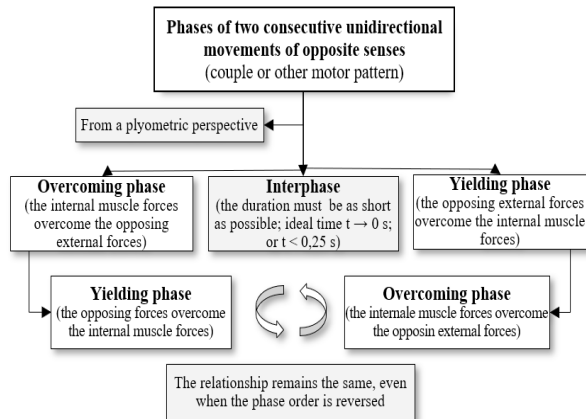 Phases of two consecutive unidirectional
movements of opposite senses
(couple or other motor pattern)
From a plyometric perspective
Overcoming phase
(the internal muscle forces
overcome the opposing
external forces)
Interphase
(the duration must be as short
as possible; ideal time t → 0 s;
or t < 0,25 s)
Yielding phase
(the opposing external forces
overcome the internal muscle
forces)
Yielding phase
(the opposing forces overcome
the internal muscle forces)
Overcoming phase
(the internale muscle forces overcome
the opposin external forces)
The relationship remains the same, even
when the phase order is reversed